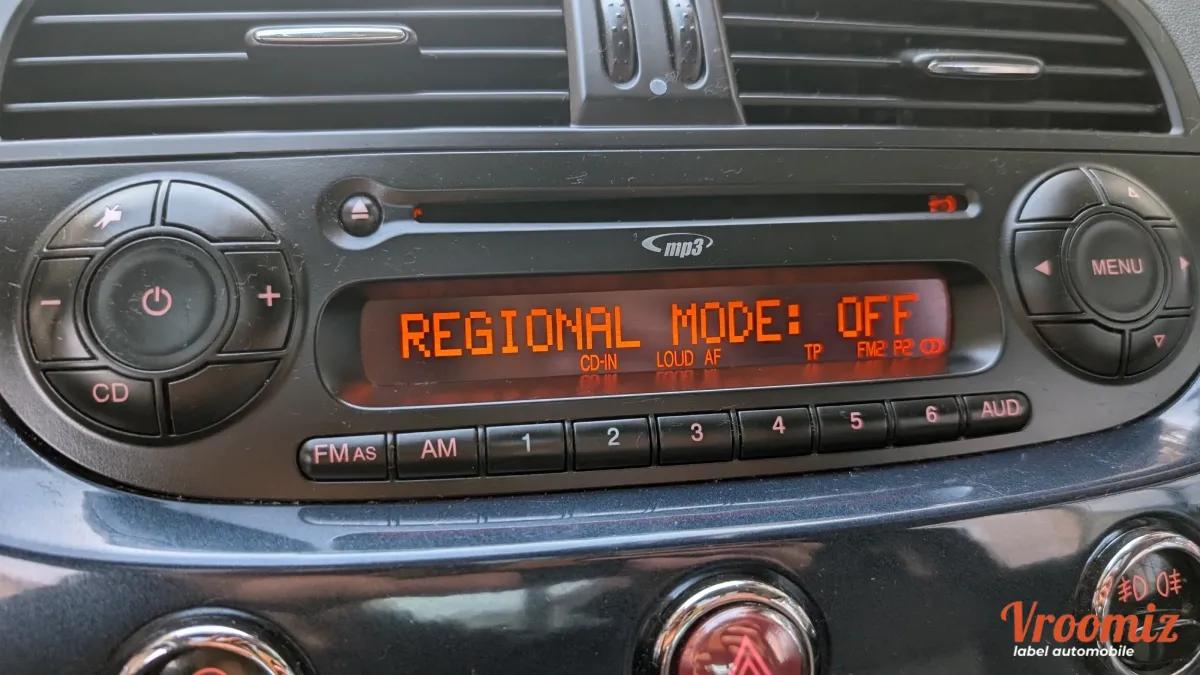 mp3
MENU
REGIONAL MODE: OFF
CD-IN LOUD AF TP FM2 P2
CD
FM AS AM 1 2 3 4 5 6 AUD
Vroomiz
label automobile